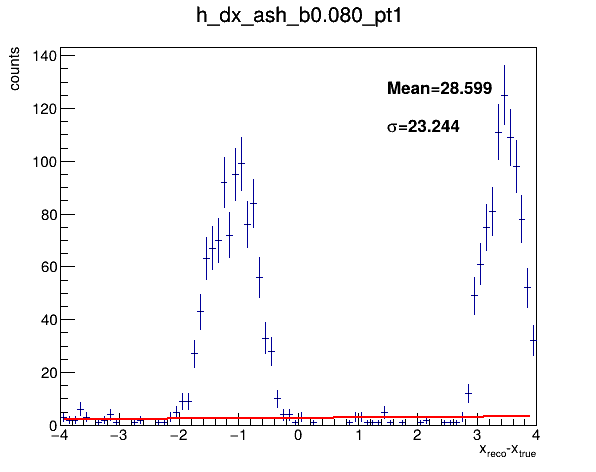 h_dx_ash_b0.080_pt1
counts
140
120
100
80
60
40
20
0
Mean=28.599
σ=23.244
−4 −3 −2 −1 0 1 2 3 4
x_reco-x_true